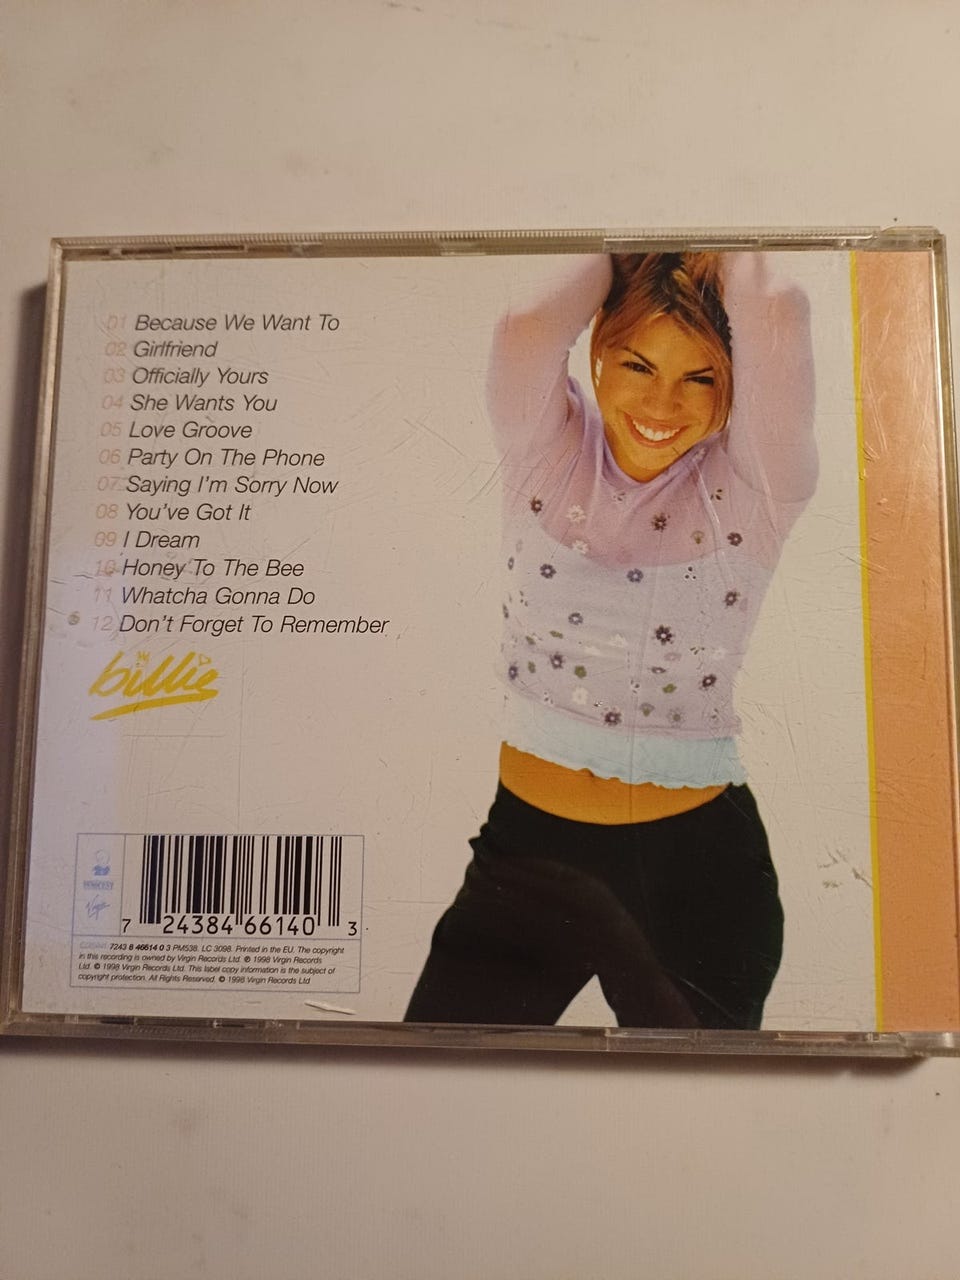 01 Because We Want To
02 Girlfriend
03 Officially Yours
04 She Wants You
05 Love Groove
06 Party On The Phone
07 Saying I'm Sorry Now
08 You've Got It
09 I Dream
10 Honey To The Bee
11 Whatcha Gonna Do
12 Don't Forget To Remember
billie
Virgin
7 24384 66140 3
7243 8 46614 0 3 PM538. LC 3098. Printed in the EU. The copyright
in this recording is owned by Virgin Records Ltd. ℗ 1998 Virgin Records
Ltd. © 1998 Virgin Records Ltd. This label copy information is the subject of
copyright protection. All Rights Reserved. © 1998 Virgin Records Ltd